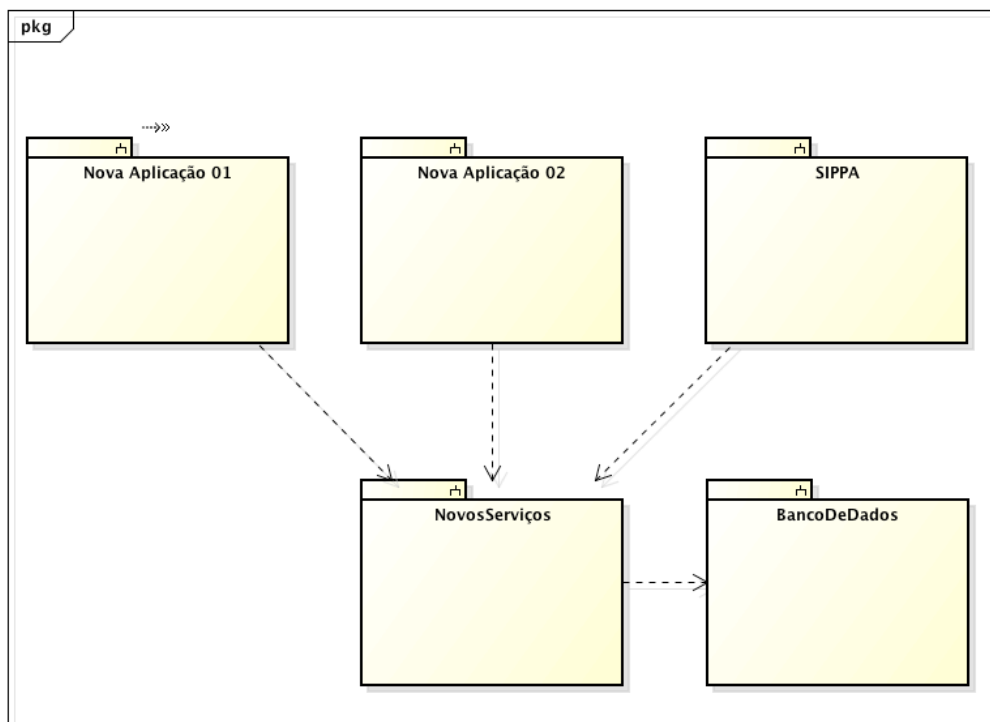 pkg
Nova Aplicação 01
Nova Aplicação 02
SIPPA
NovosServiços
BancoDeDados